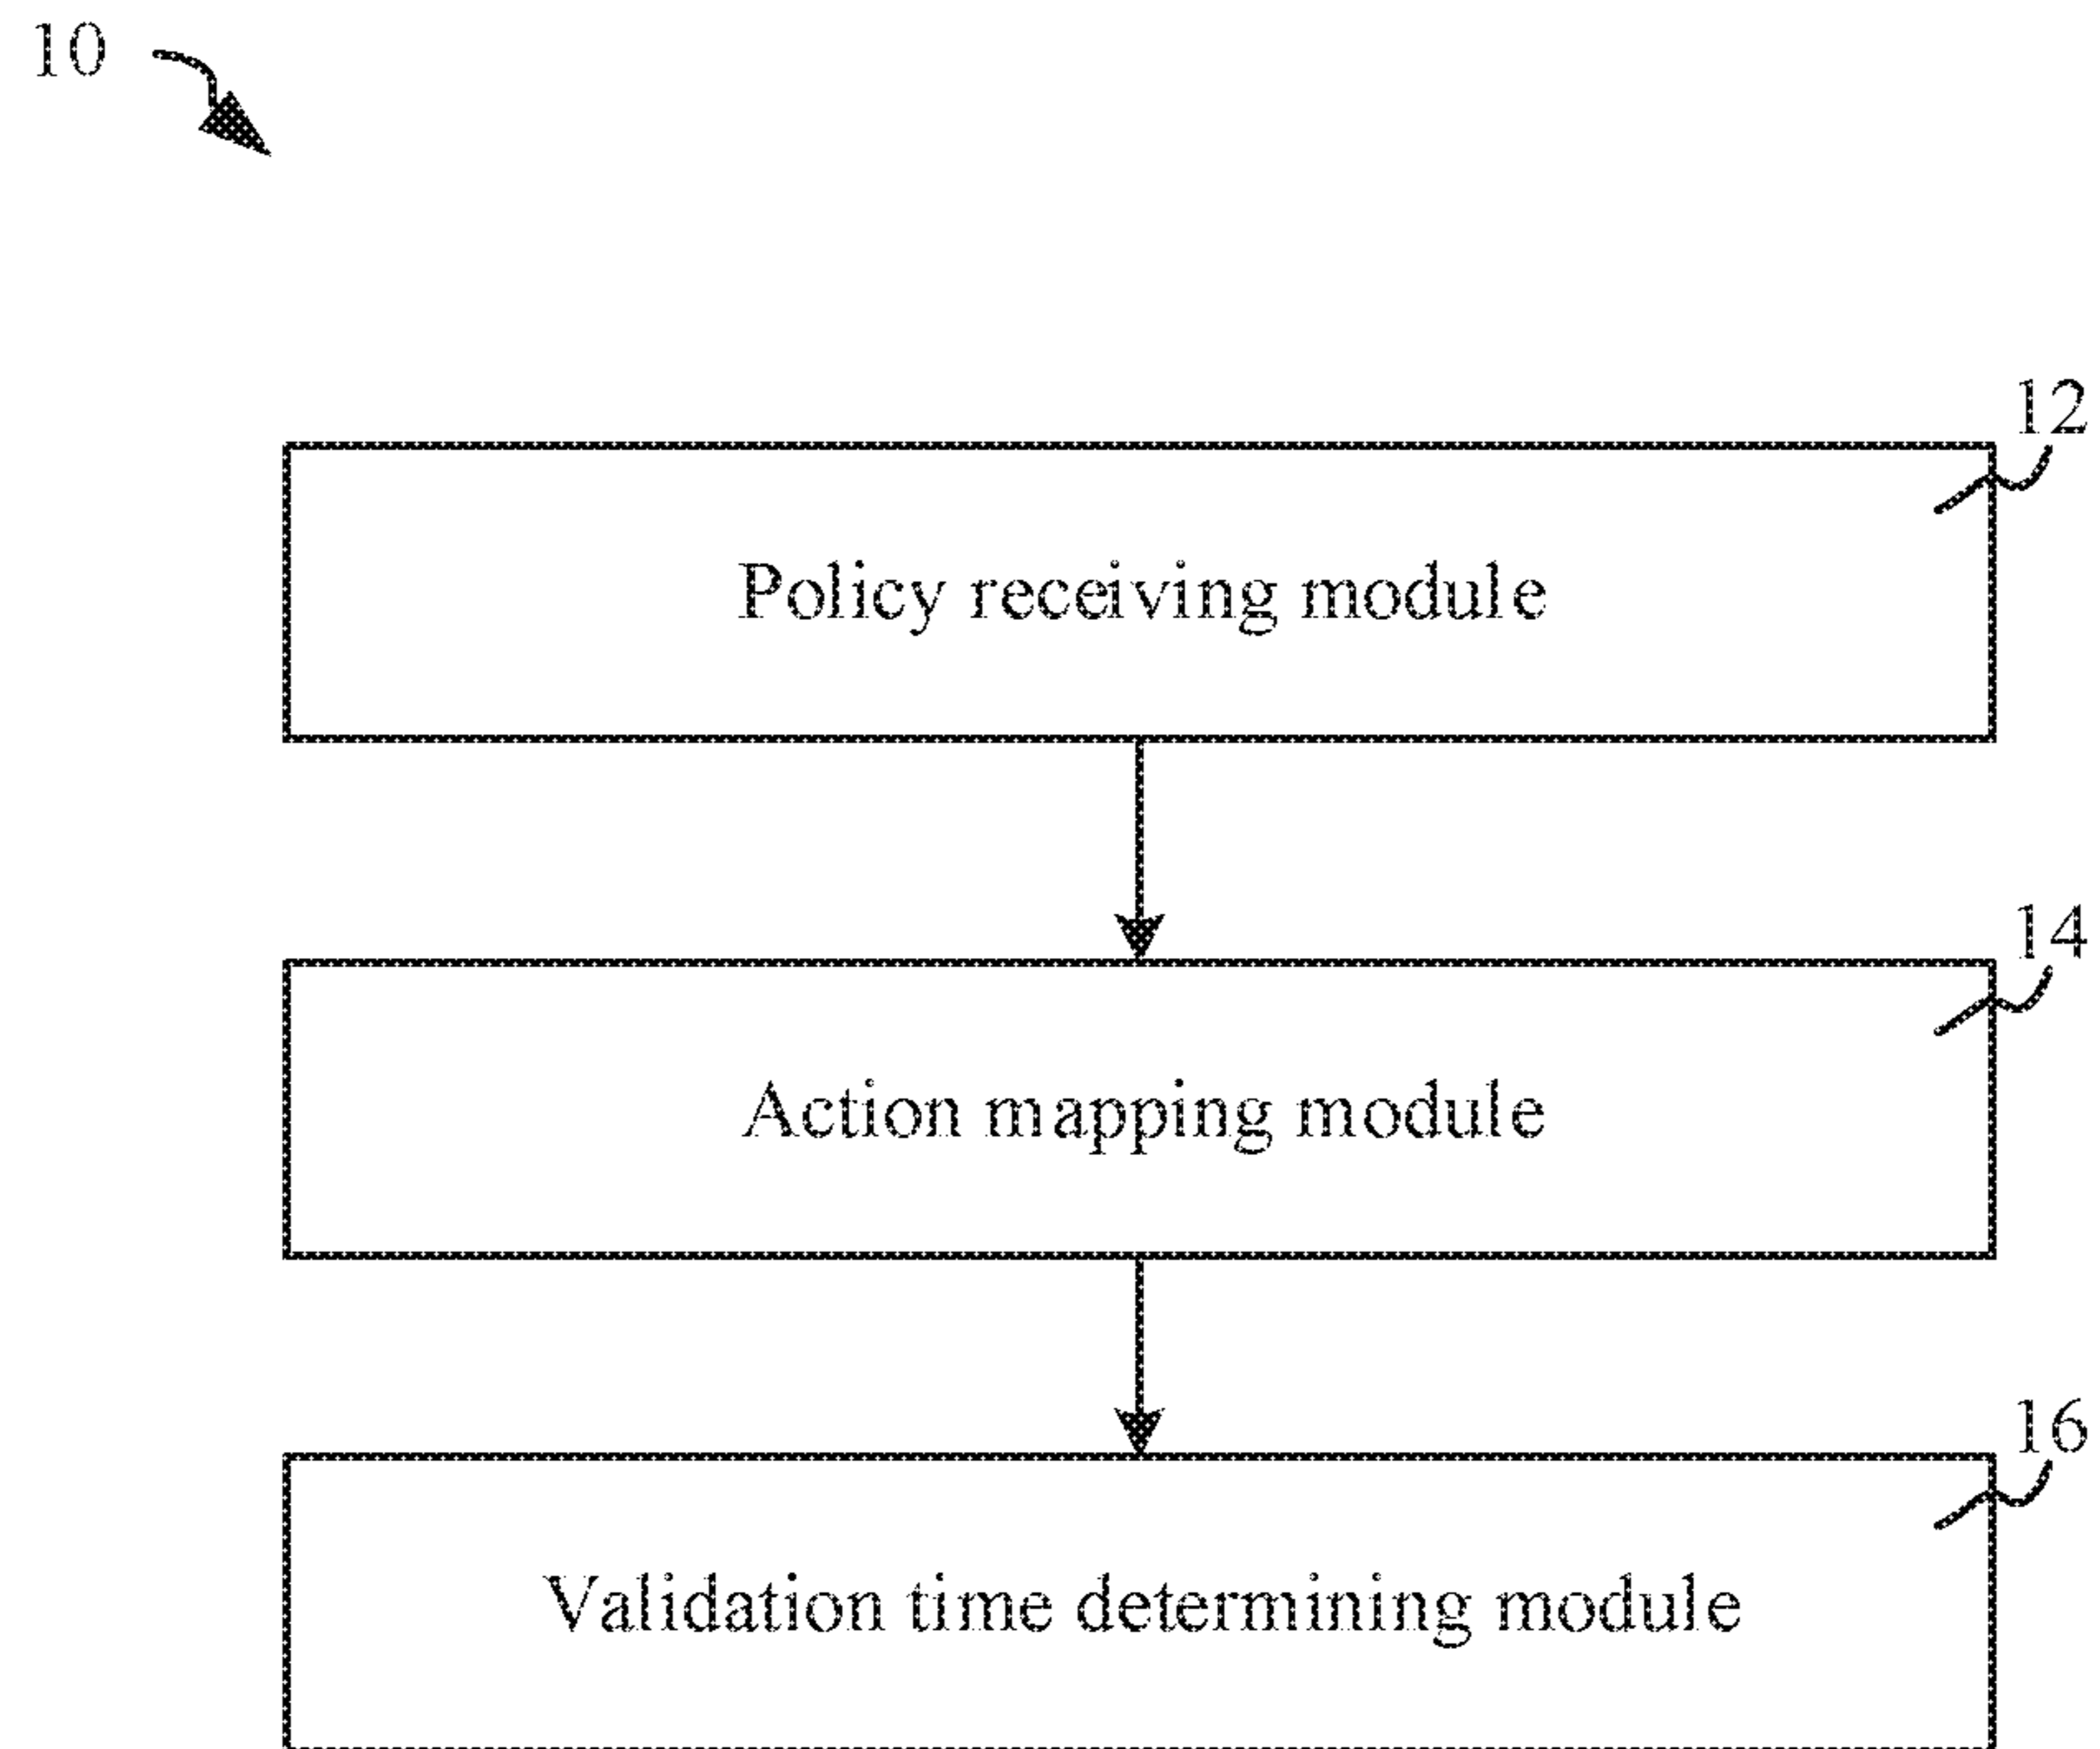 10
12
Policy receiving module
14
Action mapping module
16
Validation time determining module